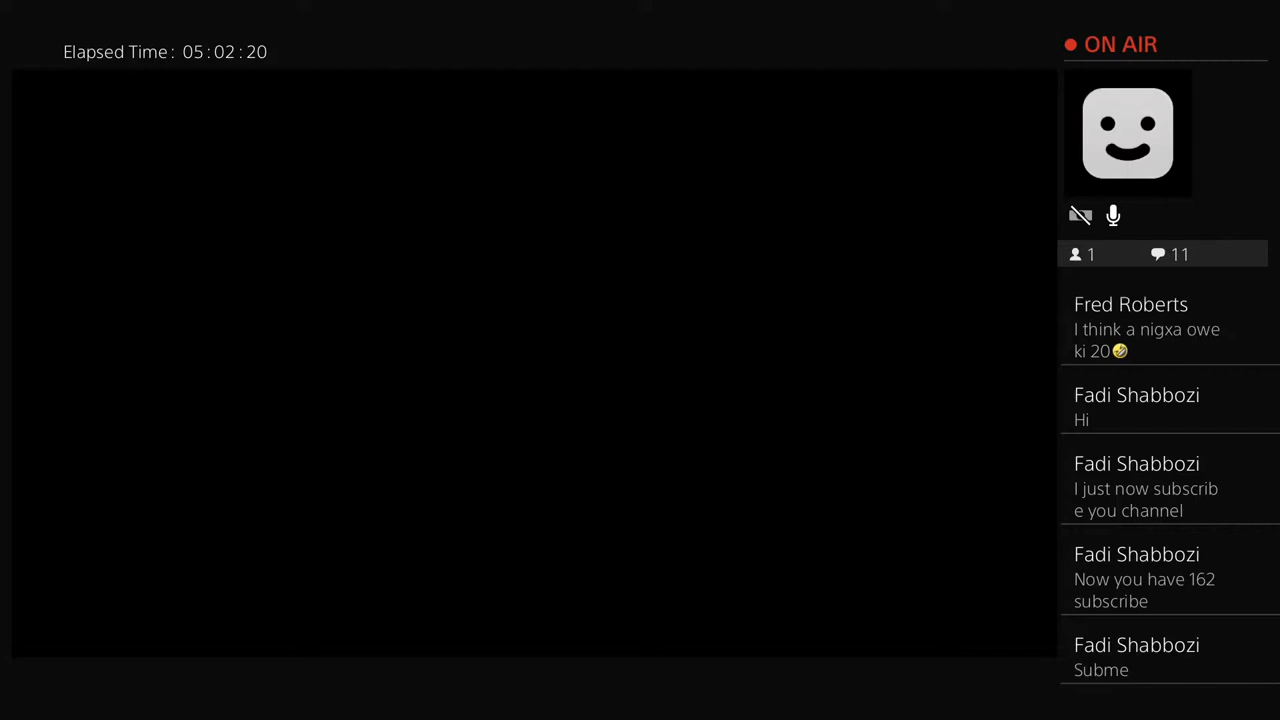 Elapsed Time: 05:02:20
ON AIR
1 11
Fred Roberts
I think a nigxa owe
ki 20🤣
Fadi Shabbozi
Hi
Fadi Shabbozi
I just now subscrib
e you channel
Fadi Shabbozi
Now you have 162
subscribe
Fadi Shabbozi
Subme